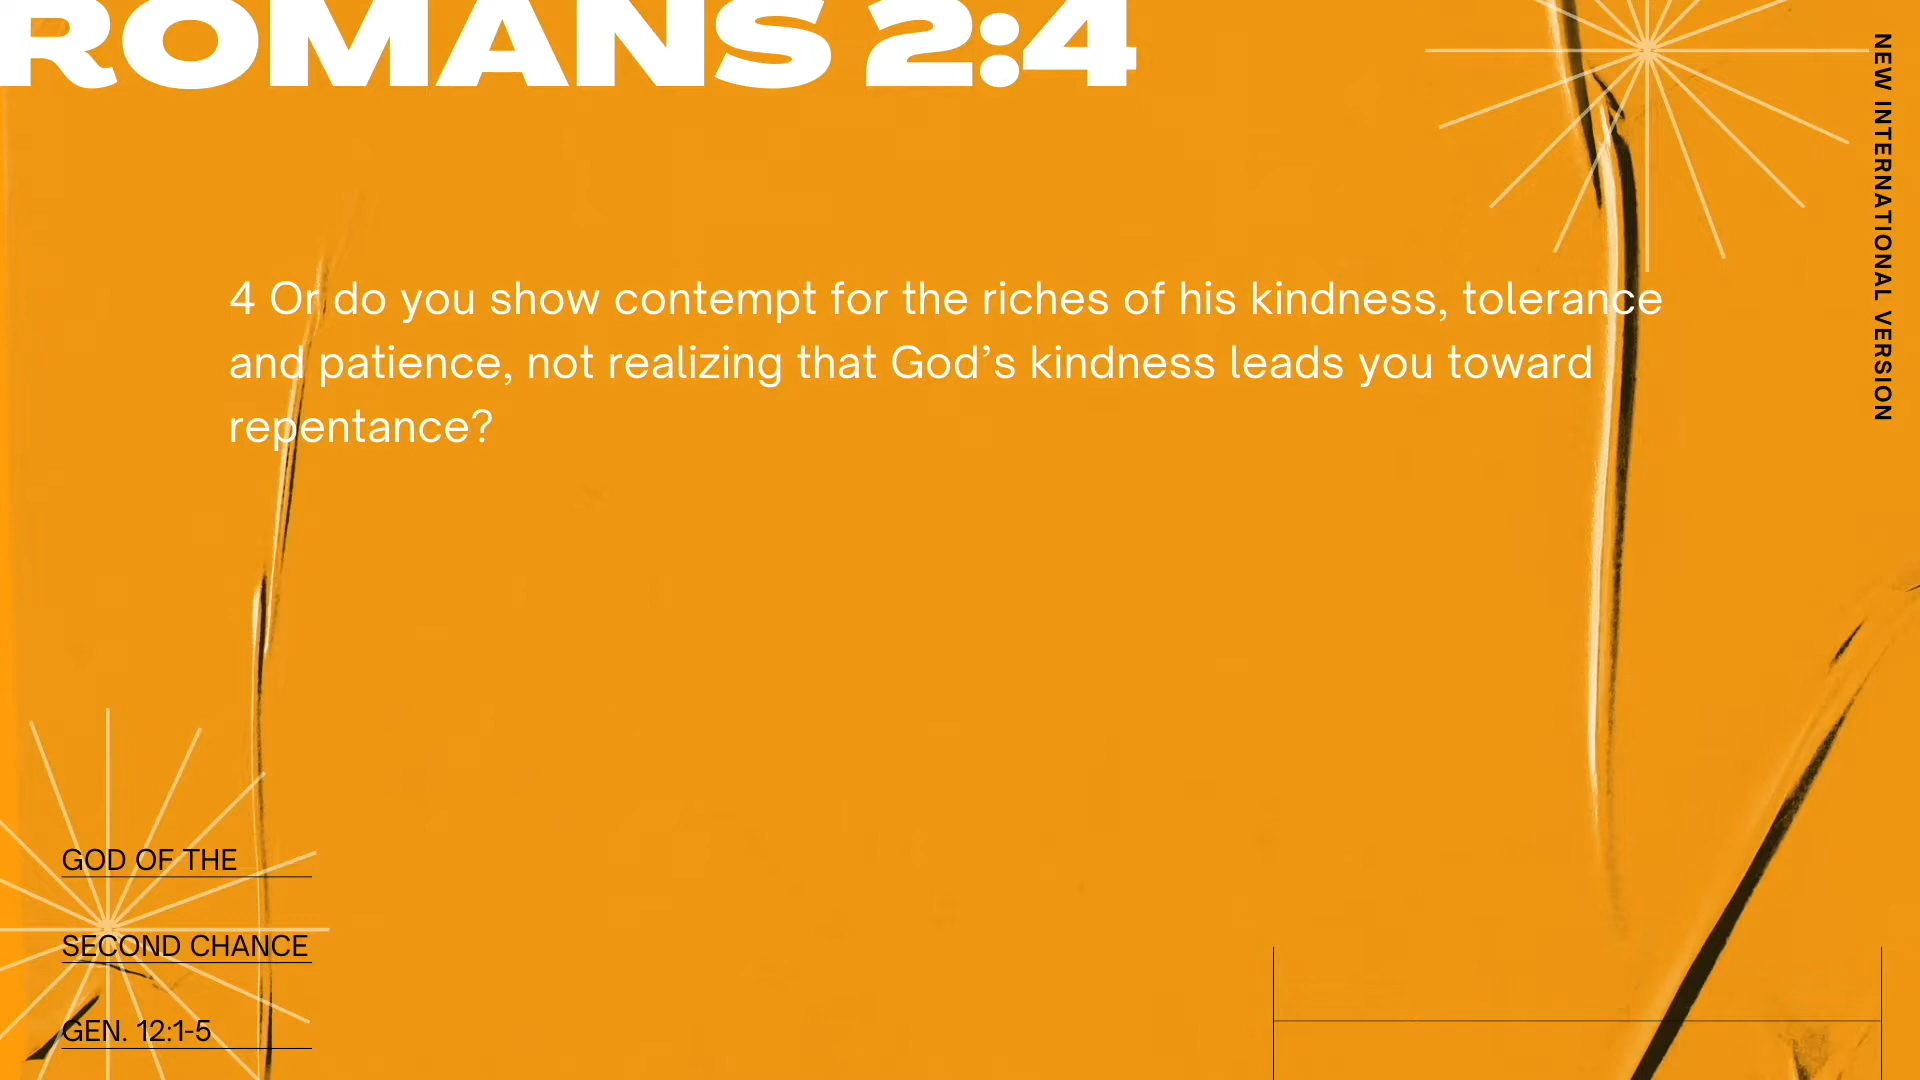 ROMANS 2:4
NEW INTERNATIONAL VERSION
4 Or do you show contempt for the riches of his kindness, tolerance
and patience, not realizing that God’s kindness leads you toward
repentance?
GOD OF THE
SECOND CHANCE
GEN. 12:1-5